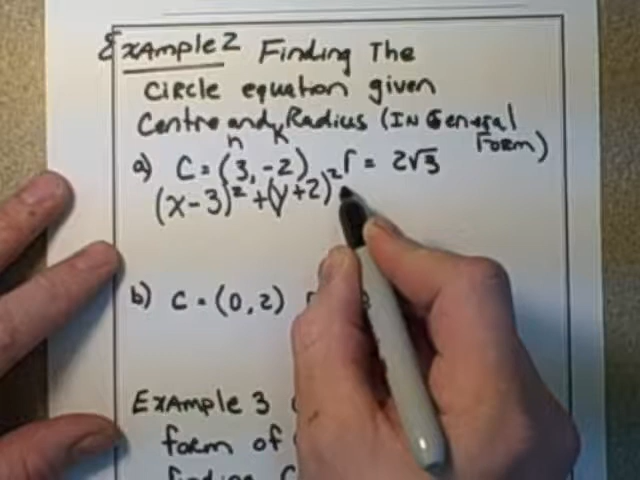 Example 2 Finding The
circle equation given
Centre and Radius (In General
Form)
h k
a) C = (3, -2) r = 2√3
(x - 3)² + (y + 2)²
b) C = (0, 2)
Example 3
form of
finding